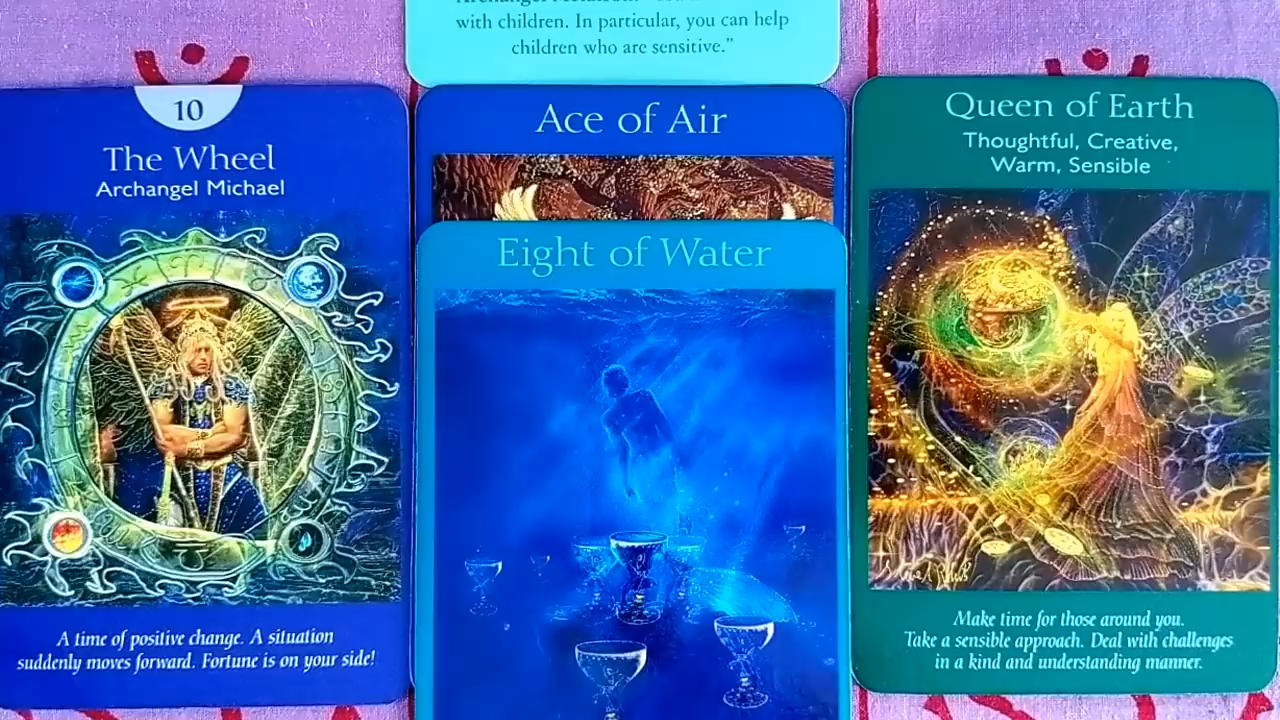 with children. In particular, you can help
children who are sensitive.”
10
The Wheel
Archangel Michael
A time of positive change. A situation
suddenly moves forward. Fortune is on your side!
Ace of Air
Eight of Water
Queen of Earth
Thoughtful, Creative,
Warm, Sensible
Make time for those around you.
Take a sensible approach. Deal with challenges
in a kind and understanding manner.